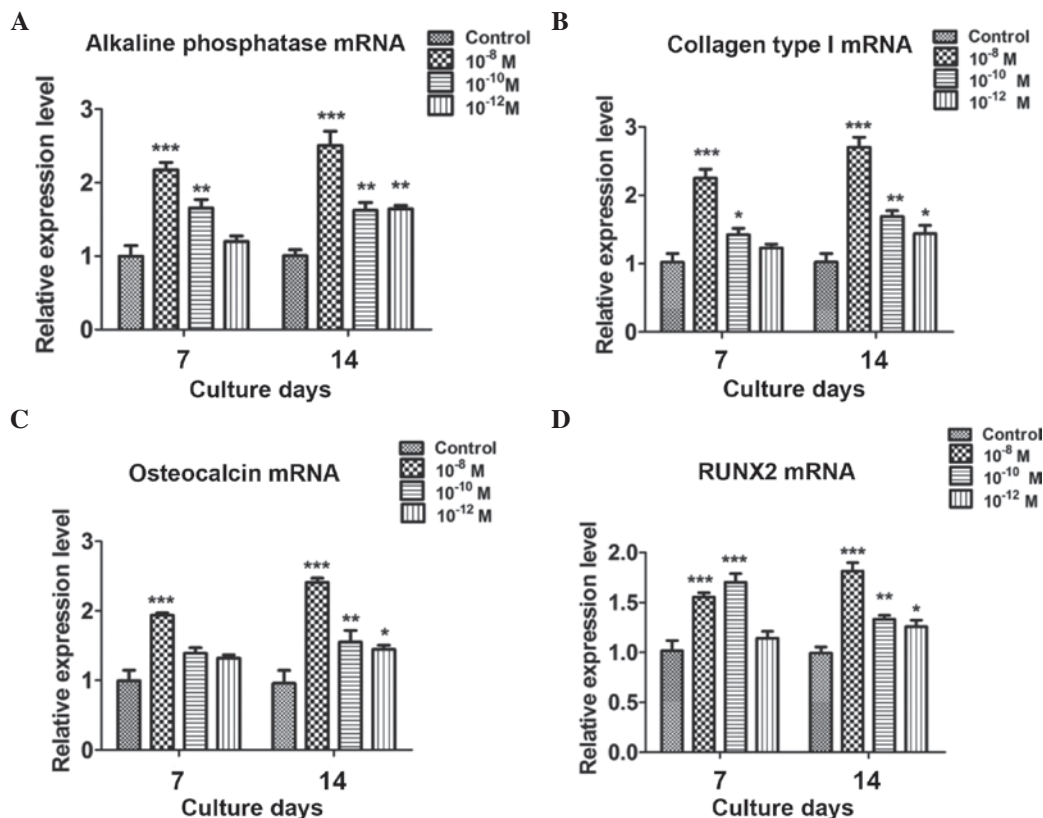 A
Alkaline phosphatase mRNA
Control
10⁻⁸ M
10⁻¹⁰M
10⁻¹²M
Relative expression level
3
2
1
0
***
**
***
**
**
7
14
Culture days
B
Collagen type I mRNA
Control
10⁻⁸ M
10⁻¹⁰ M
10⁻¹² M
Relative expression level
3
2
1
0
***
*
***
**
*
7
14
Culture days
C
Osteocalcin mRNA
Control
10⁻⁸ M
10⁻¹⁰ M
10⁻¹² M
Relative expression level
3
2
1
0
***
***
**
*
7
14
Culture days
D
RUNX2 mRNA
Control
10⁻⁸ M
10⁻¹⁰ M
10⁻¹² M
Relative expression level
2.0
1.5
1.0
0.5
0.0
***
***
***
**
*
7
14
Culture days